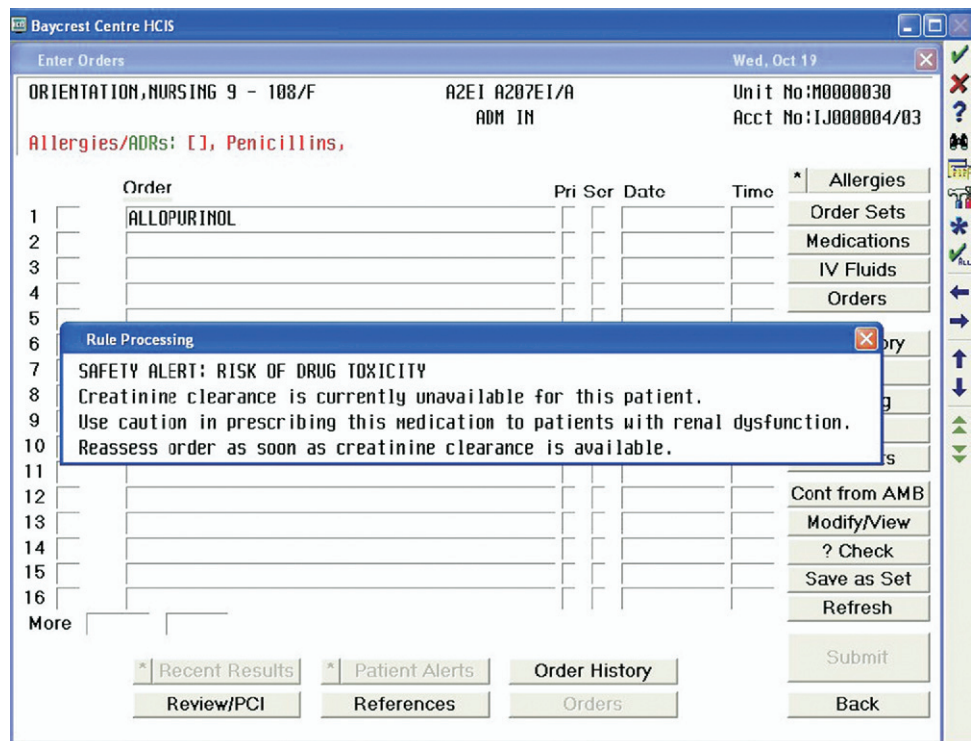 Baycrest Centre HCIS
Enter Orders Wed, Oct 19
ORIENTATION,NURSING 9 - 108/F A2EI A207EI/A Unit No:M0000030
ADM IN Acct No:IJ000004/03
Allergies/ADRs: [], Penicillins,
* Allergies
Order Pri Ser Date Time
1 ALLOPURINOL Order Sets
2 Medications
3 IV Fluids
4 Orders
5
6 Rule Processing ory
7 SAFETY ALERT: RISK OF DRUG TOXICITY
8 Creatinine clearance is currently unavailable for this patient. g
9 Use caution in prescribing this medication to patients with renal dysfunction.
10 Reassess order as soon as creatinine clearance is available. rs
11
12 Cont from AMB
13 Modify/View
14 ? Check
15 Save as Set
16 Refresh
More
* Recent Results * Patient Alerts Order History Submit
Review/PCI References Orders Back